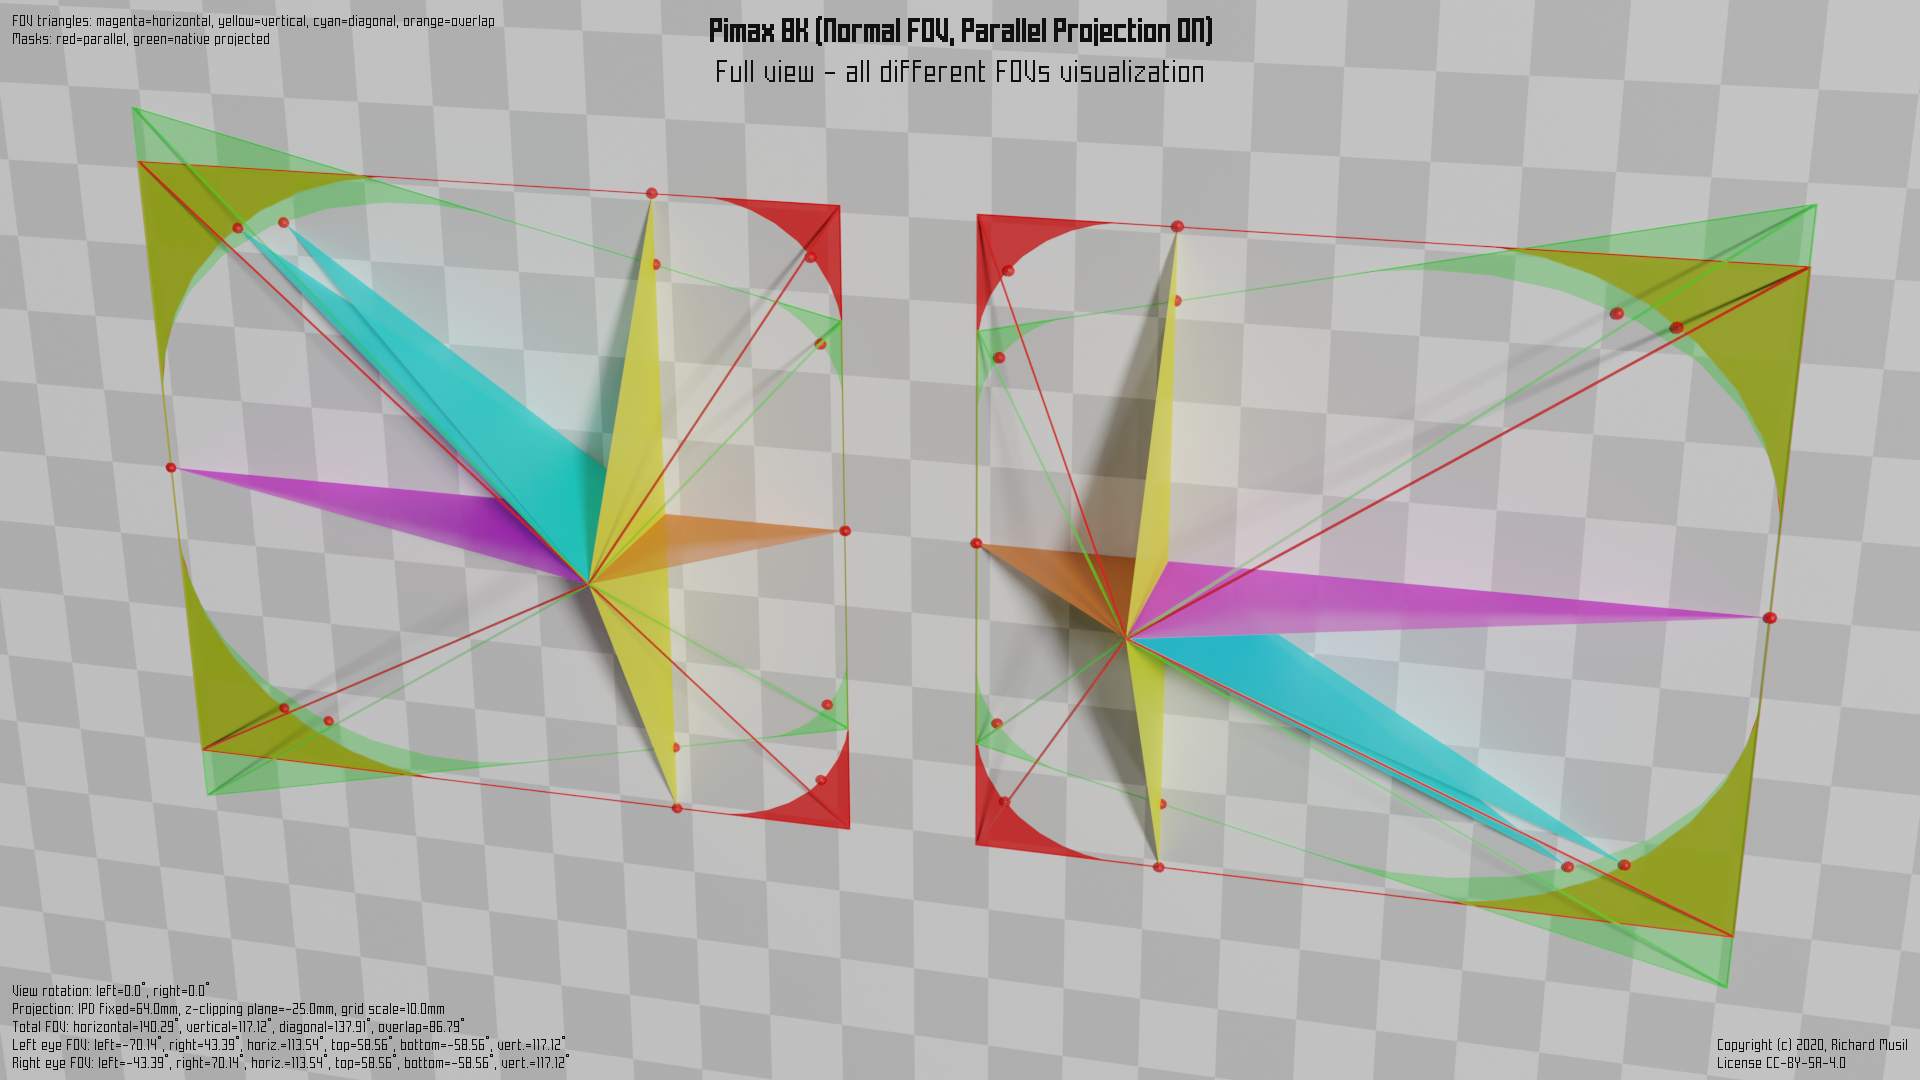 FOV triangles: magenta=horizontal, yellow=vertical, cyan=diagonal, orange=overlap
Masks: red=parallel, green=native projected
Pimax 8K (Normal FOV, Parallel Projection ON)
Full view - all different FOVs visualization
View rotation: left=0.0°, right=0.0°
Projection: IPD fixed=64.0mm, z-clipping plane=-25.0mm, grid scale=10.0mm
Total FOV: horizontal=140.29°, vertical=117.12°, diagonal=137.91°, overlap=86.79°
Left eye FOV: left=-70.14°, right=43.39°, horiz.=113.54°, top=58.56°, bottom=-58.56°, vert.=117.12°
Right eye FOV: left=-43.39°, right=70.14°, horiz.=113.54°, top=58.56°, bottom=-58.56°, vert.=117.12°
Copyright (c) 2020, Richard Musil
License CC-BY-SA-4.0